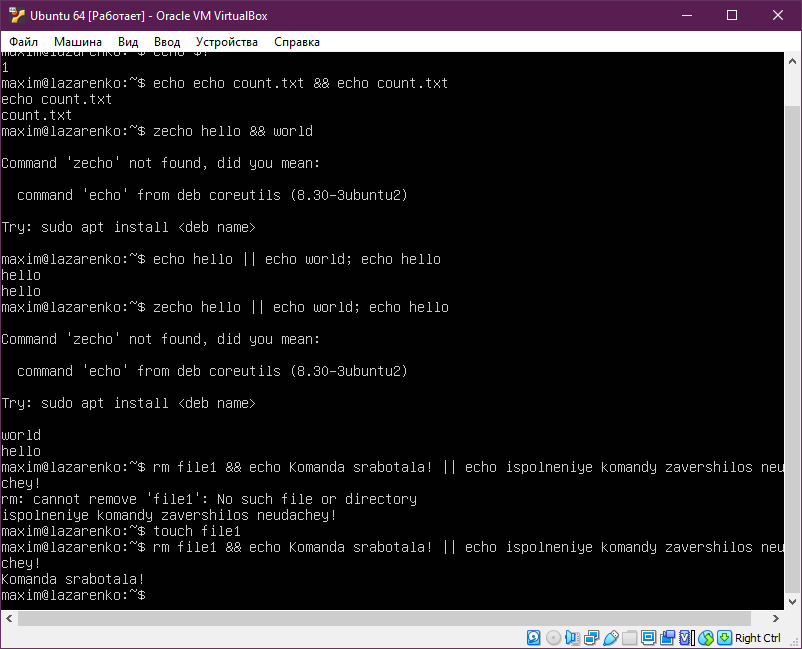 Ubuntu 64 [Работает] - Oracle VM VirtualBox
Файл Машина Вид Ввод Устройства Справка
maxim@lazarenko:~$ echo $?
1
maxim@lazarenko:~$ echo echo count.txt && echo count.txt
echo count.txt
count.txt
maxim@lazarenko:~$ zecho hello && world
Command 'zecho' not found, did you mean:
command 'echo' from deb coreutils (8.30-3ubuntu2)
Try: sudo apt install <deb name>
maxim@lazarenko:~$ echo hello || echo world; echo hello
hello
hello
maxim@lazarenko:~$ zecho hello || echo world; echo hello
Command 'zecho' not found, did you mean:
command 'echo' from deb coreutils (8.30-3ubuntu2)
Try: sudo apt install <deb name>
world
hello
maxim@lazarenko:~$ rm file1 && echo Komanda srabotala! || echo ispolneniye komandy zavershilos neu
chey!
rm: cannot remove 'file1': No such file or directory
ispolneniye komandy zavershilos neudachey!
maxim@lazarenko:~$ touch file1
maxim@lazarenko:~$ rm file1 && echo Komanda srabotala! || echo ispolneniye komandy zavershilos neu
chey!
Komanda srabotala!
maxim@lazarenko:~$
Right Ctrl